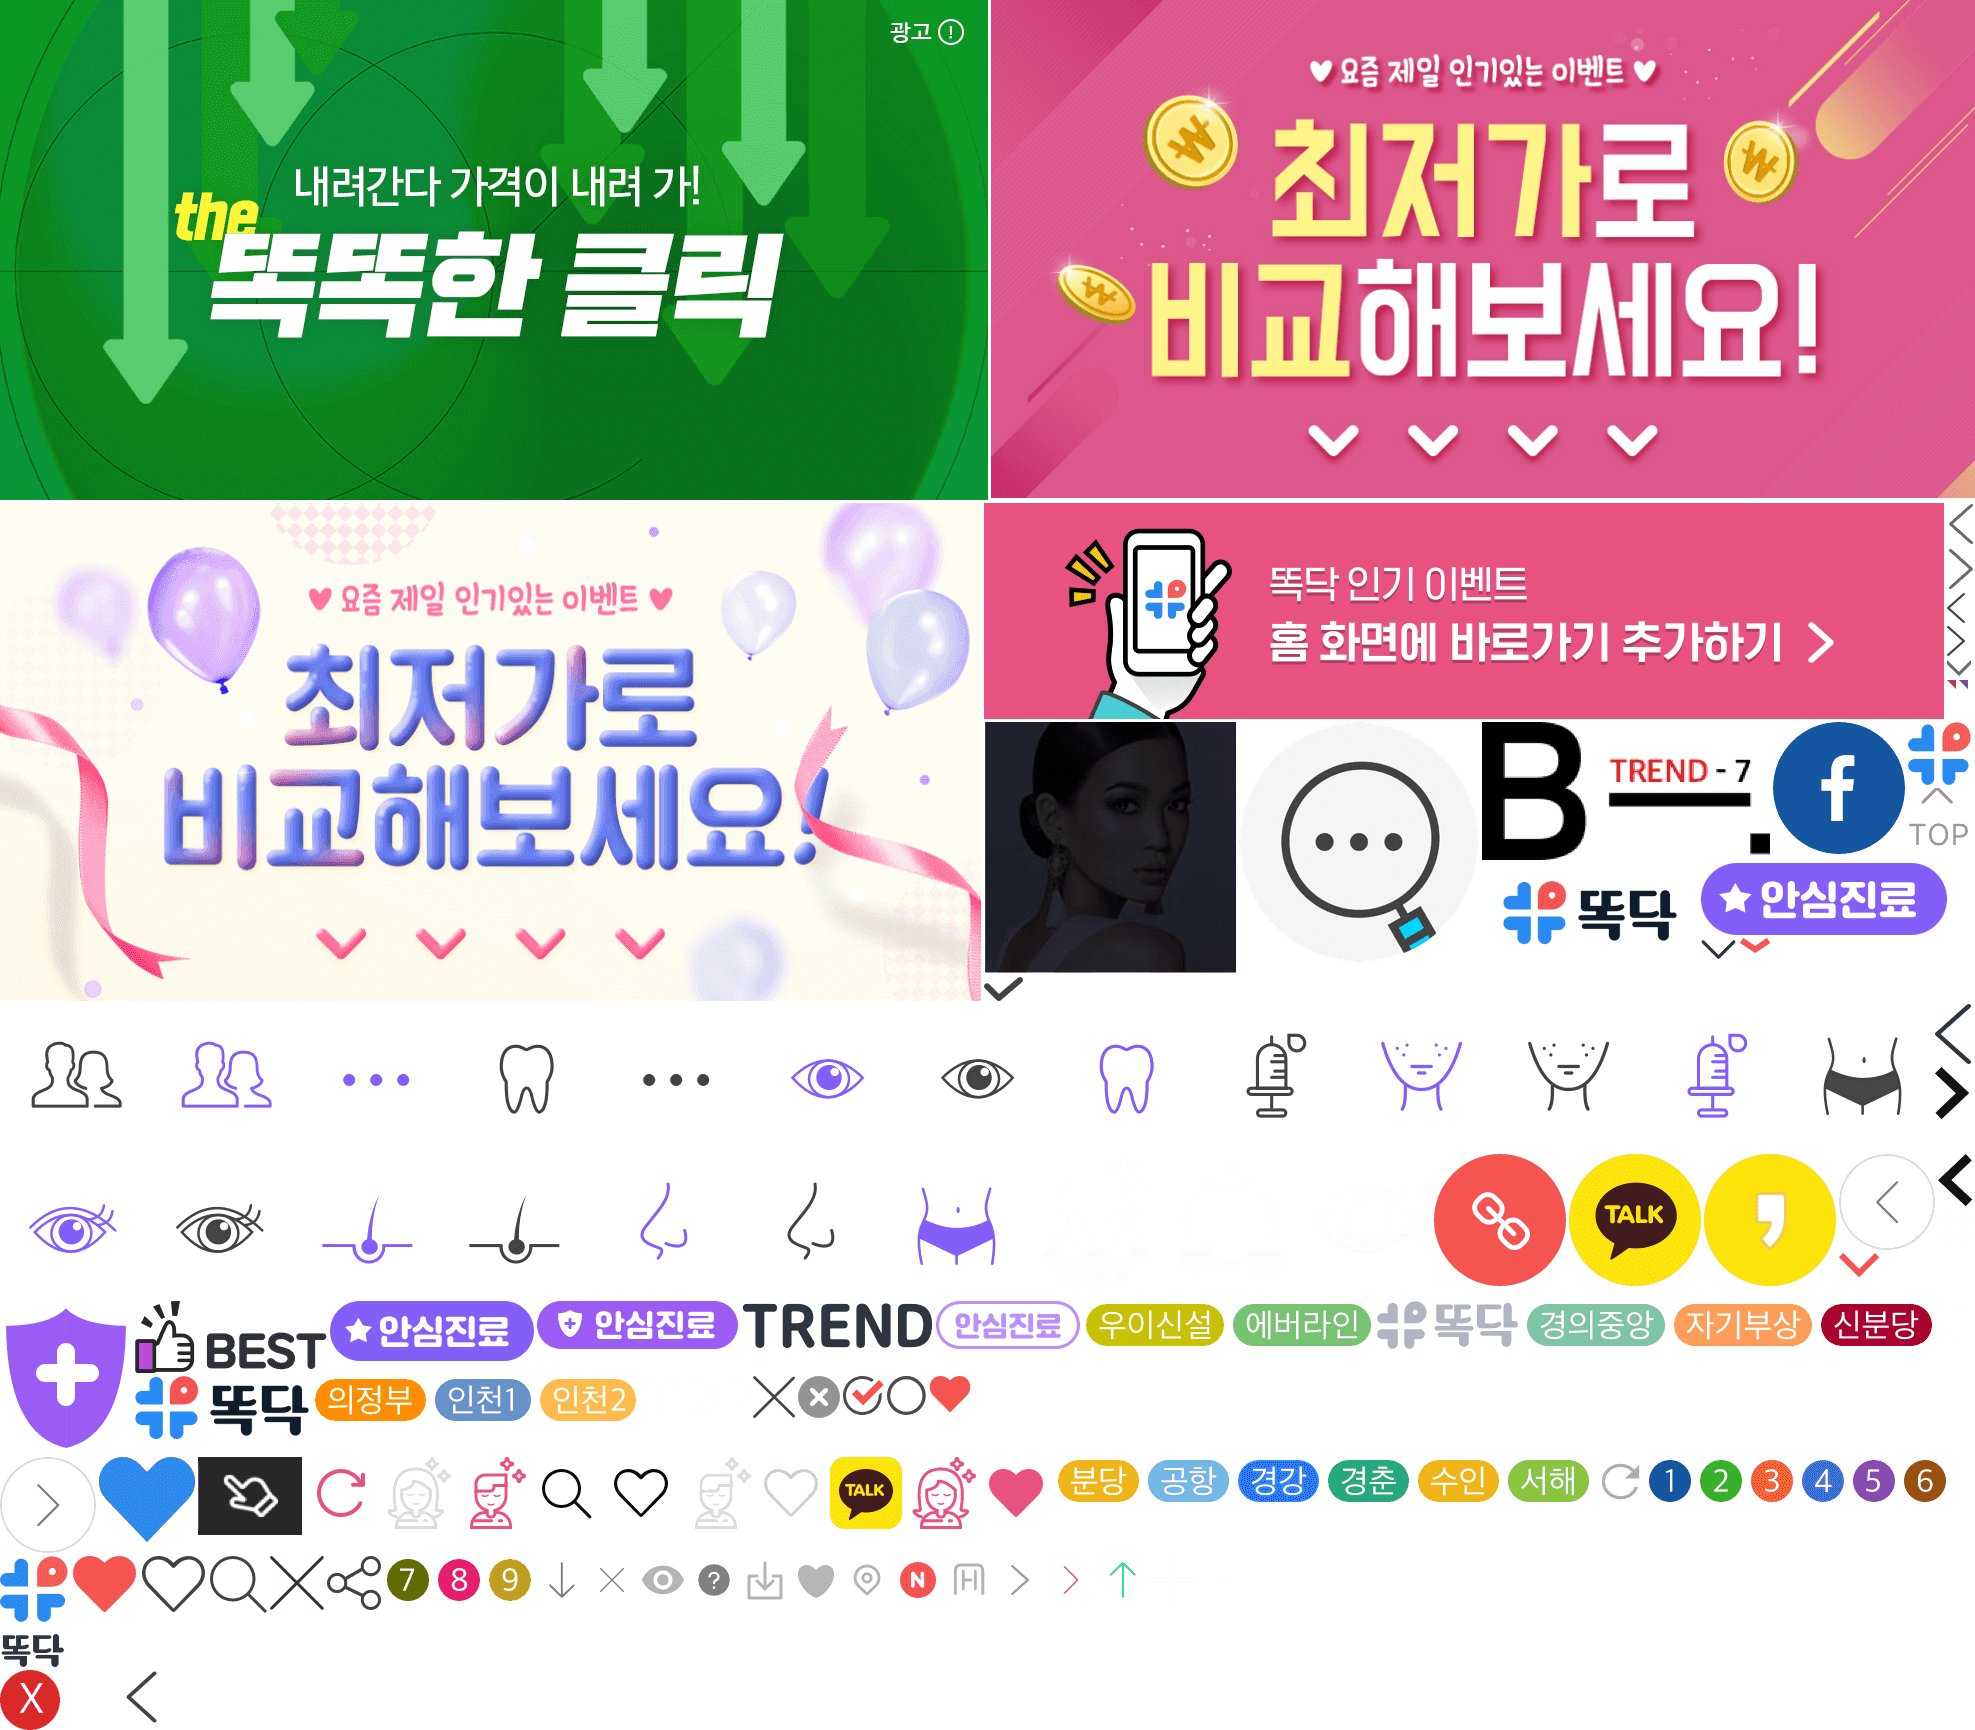 광고
내려간다 가격이 내려 가!
the
똑똑한 클릭
요즘 제일 인기있는 이벤트
최저가로
비교해보세요!
요즘 제일 인기있는 이벤트
최저가로
비교해보세요!
똑닥 인기 이벤트
홈 화면에 바로가기 추가하기
B
TREND - 7
TOP
똑닥
안심진료
TALK
BEST
안심진료
안심진료
TREND
안심진료
우이신설
에버라인
똑닥
경의중앙
자기부상
신분당
똑닥
의정부
인천1
인천2
TALK
분당
공항
경강
경춘
수인
서해
1
2
3
4
5
6
7
8
9
?
N
똑닥
X